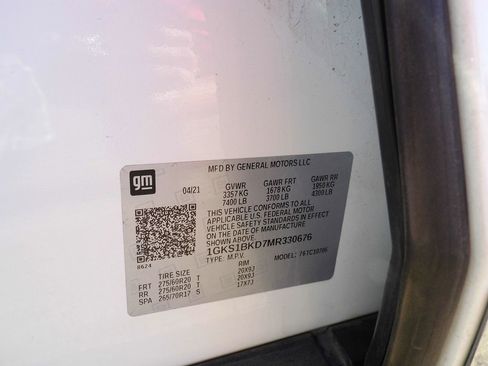 MFD BY GENERAL MOTORS LLC
gm
04/21 GVWR GAWR FRT GAWR RR
3357 KG 1678 KG 1950 KG
7400 LB 3700 LB 4300 LB
THIS VEHICLE CONFORMS TO ALL
APPLICABLE U.S. FEDERAL MOTOR
VEHICLE SAFETY STANDARDS IN EFFECT
ON THE DATE OF MANUFACTURE
SHOWN ABOVE.
1GKS1BKD7MR330676
8624
TYPE: M.P.V. MODEL: 
TIRE SIZE RIM
FRT 275/60R20 T 20X9J
RR 275/60R20 T 20X9J
SPA 265/70R17 S 17X7J